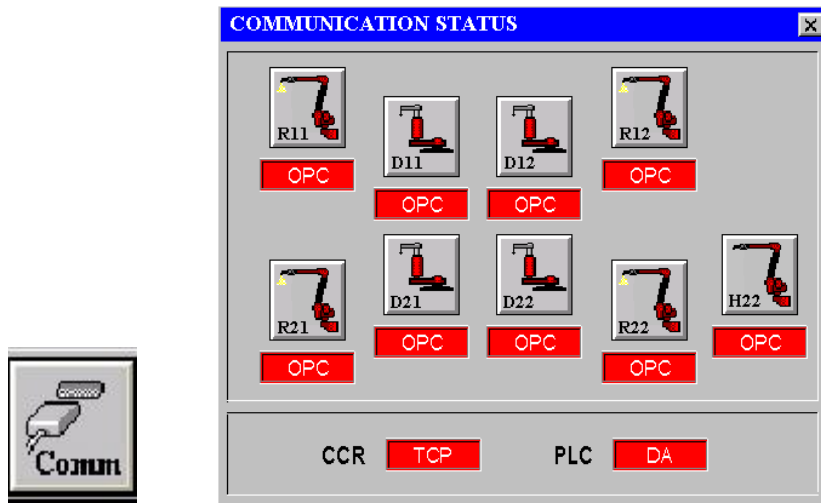 COMMUNICATION STATUS
R11
D11
D12
R12
OPC
OPC
OPC
OPC
R21
D21
D22
R22
H22
OPC
OPC
OPC
OPC
OPC
CCR TCP PLC DA
Comm